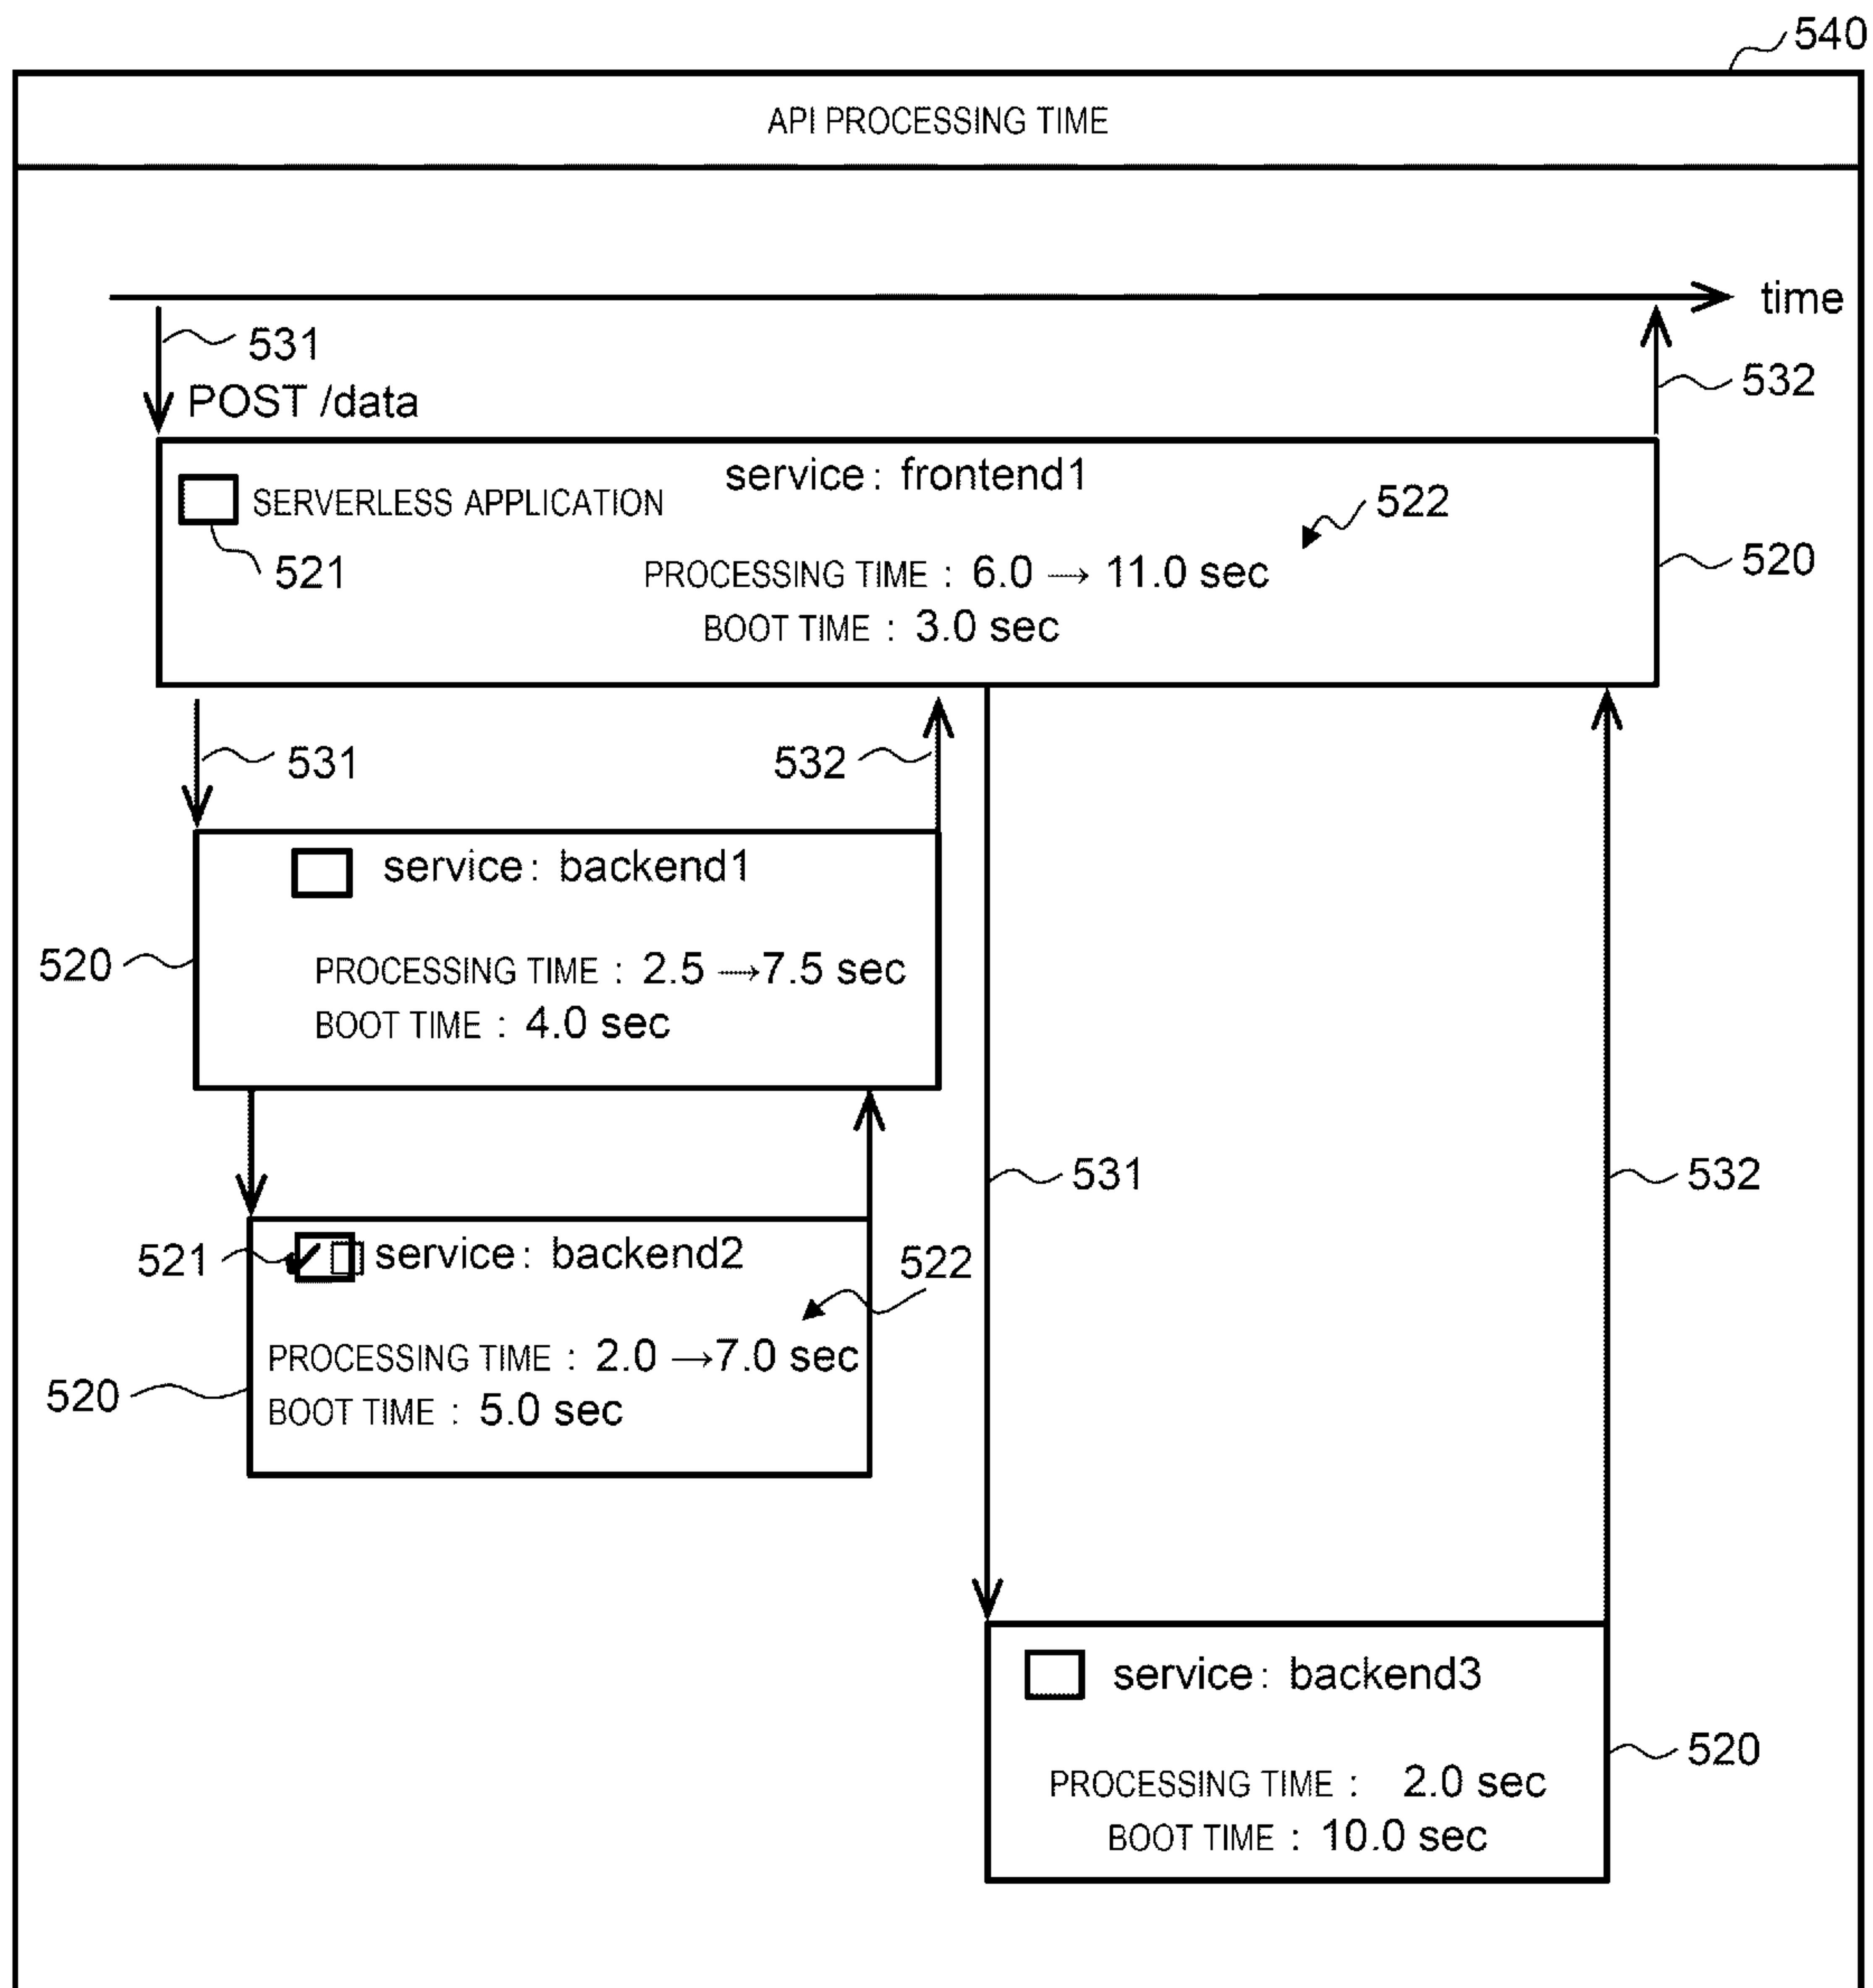 540
API PROCESSING TIME
time
531
POST /data
532
service : frontend1
SERVERLESS APPLICATION
522
521
520
PROCESSING TIME : 6.0 → 11.0 sec
BOOT TIME : 3.0 sec
531
532
service : backend1
520
PROCESSING TIME : 2.5 →7.5 sec
BOOT TIME : 4.0 sec
531
532
521
service : backend2
522
PROCESSING TIME : 2.0 →7.0 sec
520
BOOT TIME : 5.0 sec
service : backend3
520
PROCESSING TIME : 2.0 sec
BOOT TIME : 10.0 sec